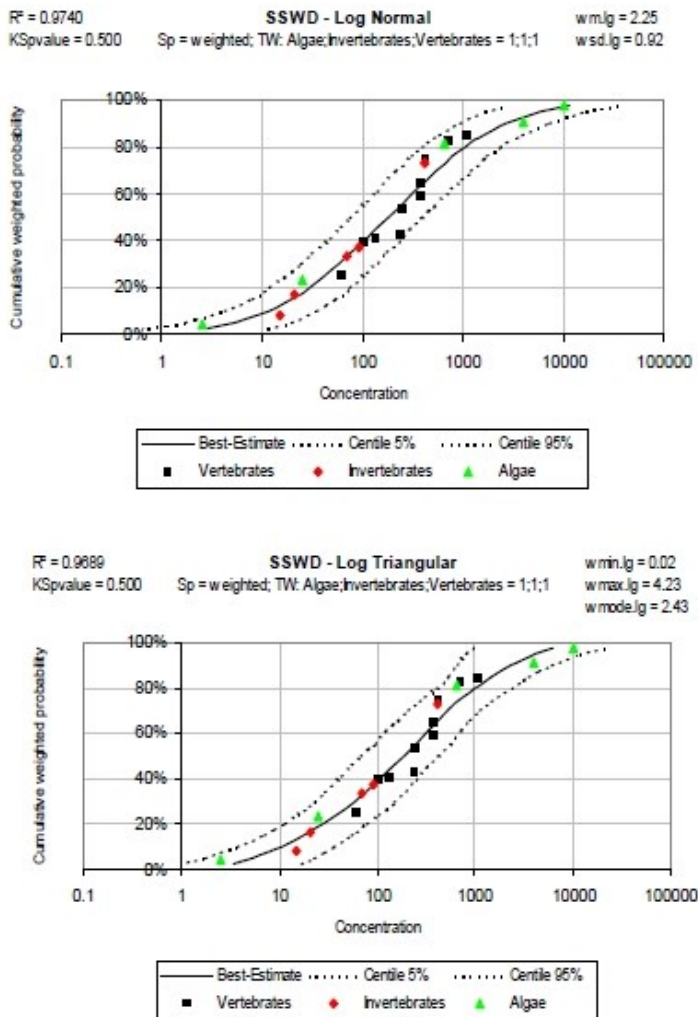 R² = 0.9740 SSWD - Log Normal wm.lg = 2.25
KSpvalue = 0.500 Sp = weighted; TW: Algae;Invertebrates;Vertebrates = 1;1;1 wsd.lg = 0.92
Cumulative weighted probability
100%
80%
60%
40%
20%
0%
0.1 1 10 100 1000 10000 100000
Concentration
Best-Estimate Centile 5% Centile 95%
Vertebrates Invertebrates Algae
R² = 0.9689 SSWD - Log Triangular wmin.lg = 0.02
KSpvalue = 0.500 Sp = weighted; TW: Algae;Invertebrates;Vertebrates = 1;1;1 wmax.lg = 4.23
wmode.lg = 2.43
Cumulative weighted probability
100%
80%
60%
40%
20%
0%
0.1 1 10 100 1000 10000 100000
Concentration
Best-Estimate Centile 5% Centile 95%
Vertebrates Invertebrates Algae